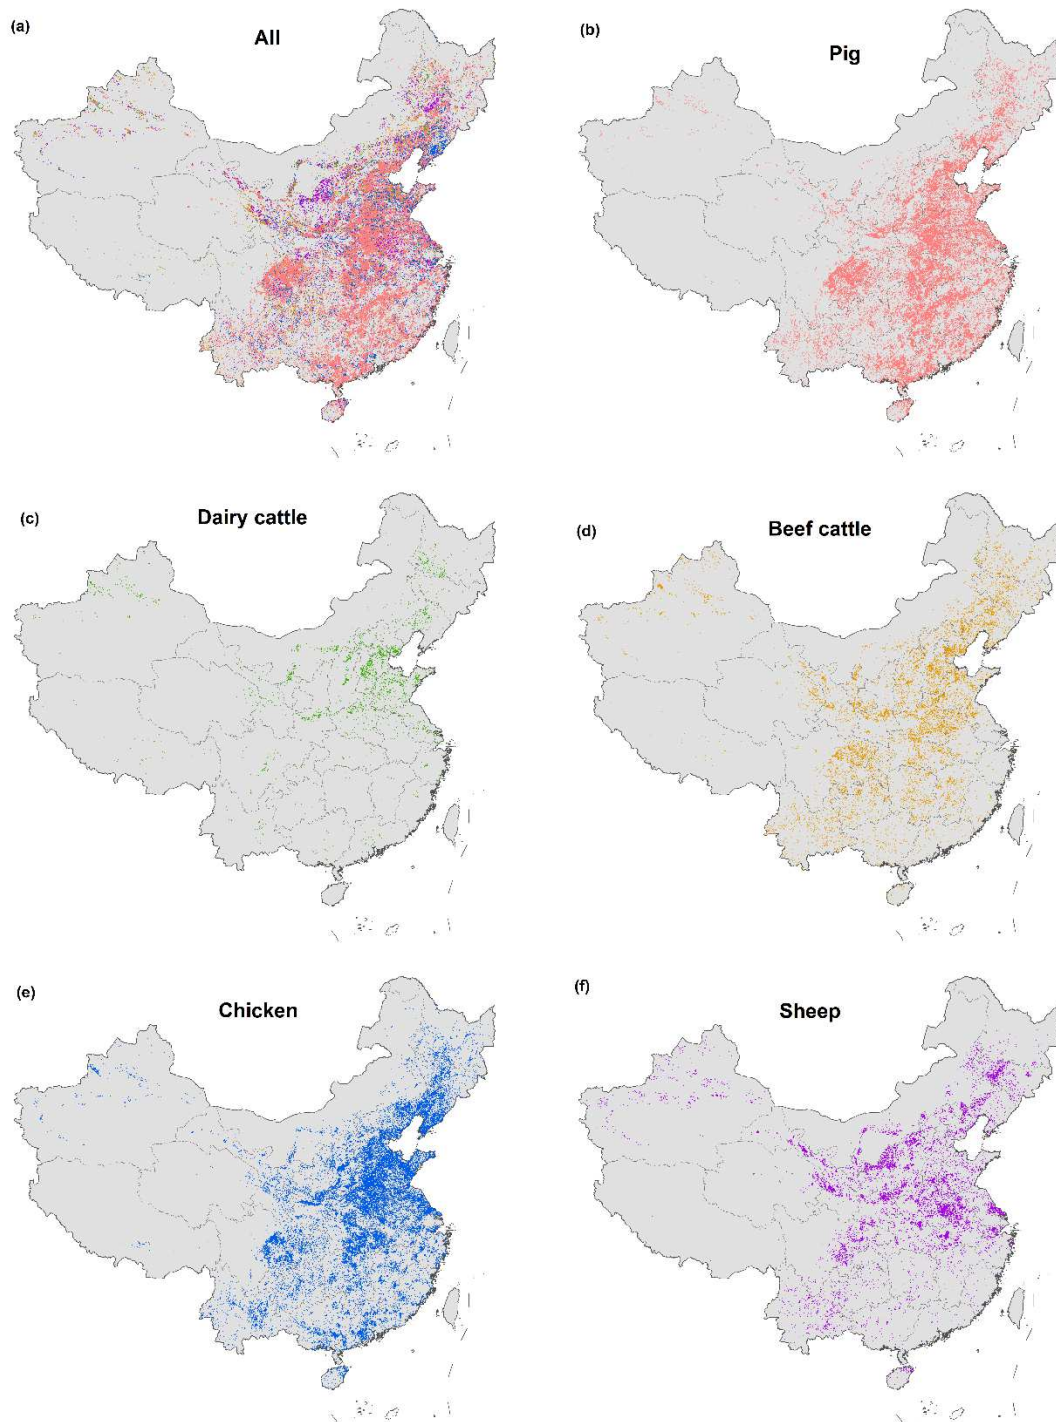 (a)
All
(b)
Pig
(c)
Dairy cattle
(d)
Beef cattle
(e)
Chicken
(f)
Sheep